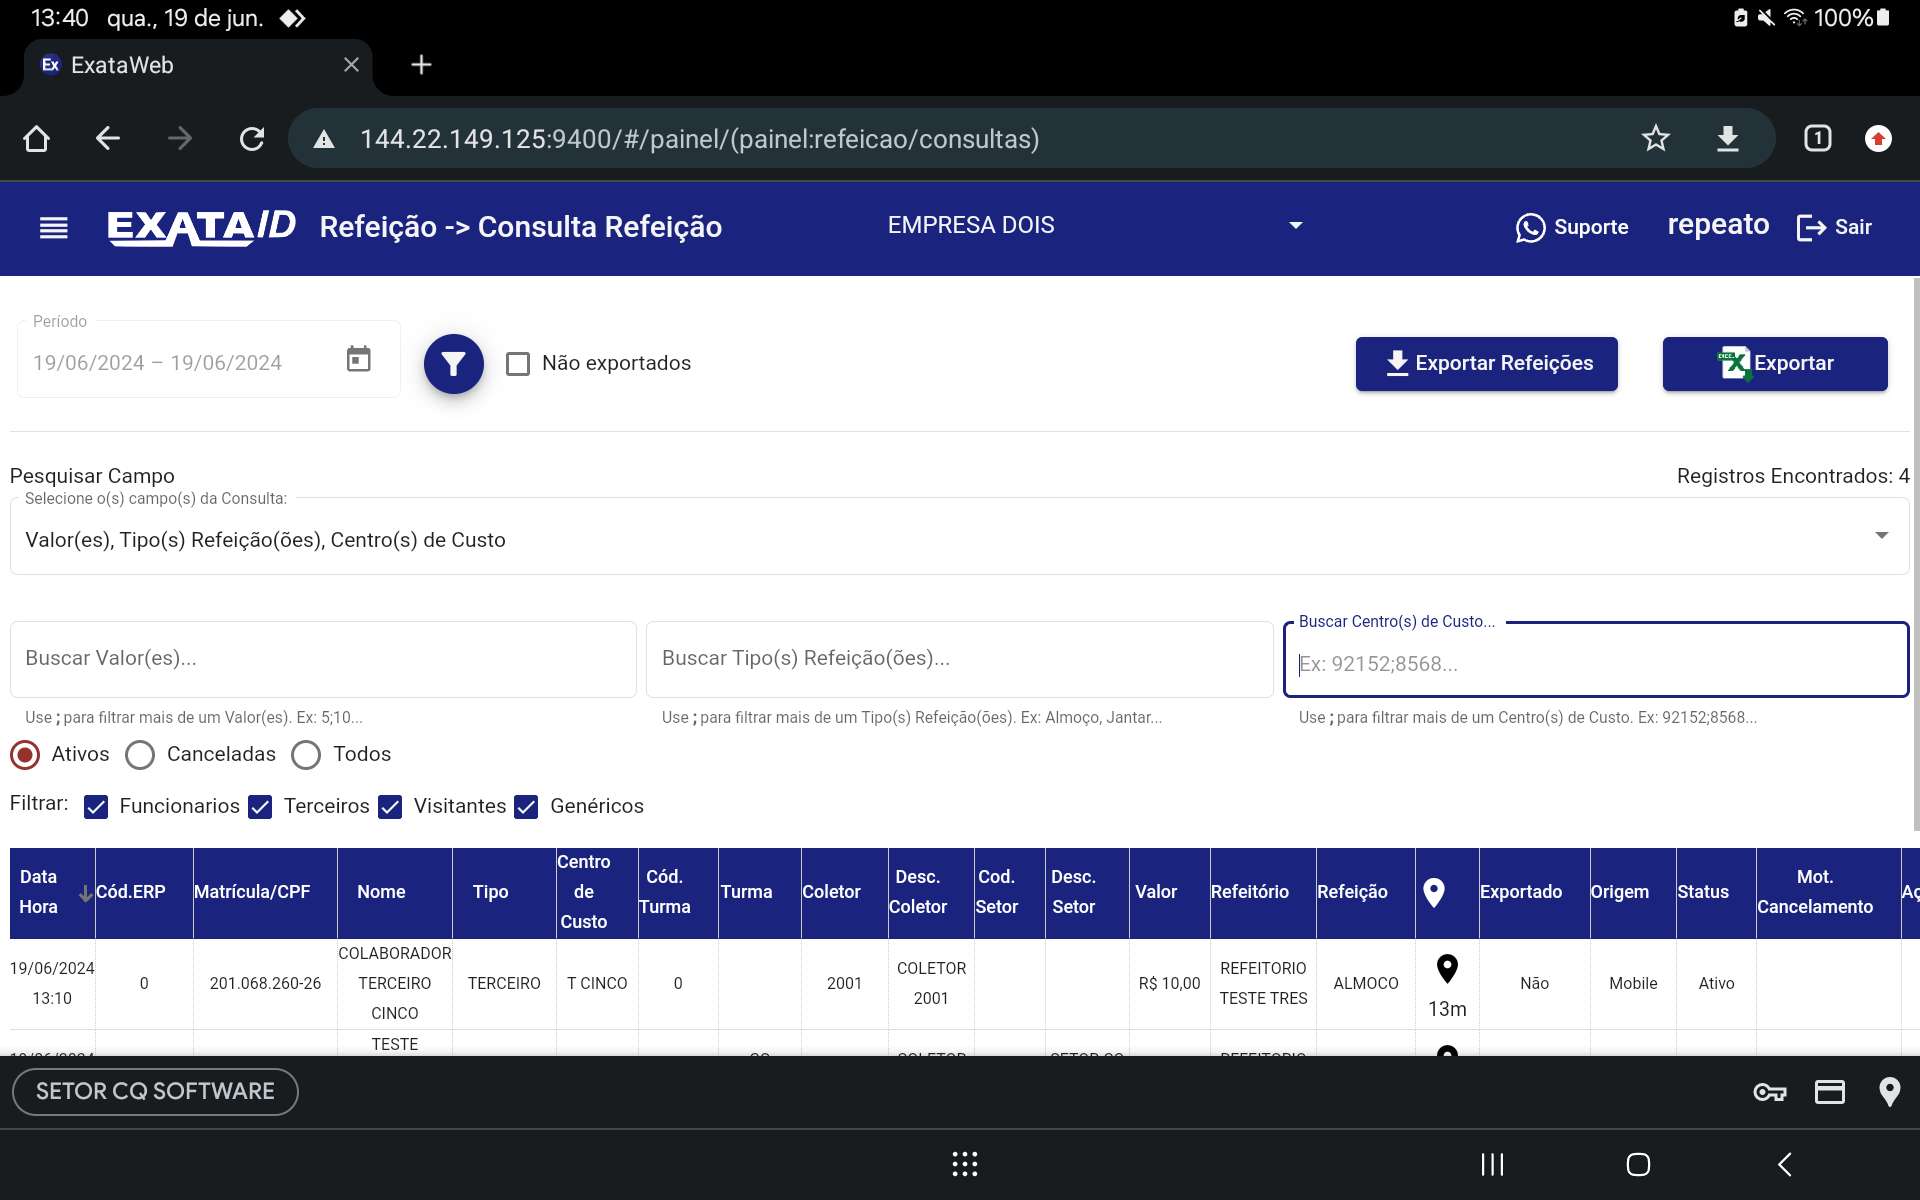 13:40 qua., 19 de jun. 100%
Ex ExataWeb
144.22.149.125:9400/#/painel/(painel:refeicao/consultas) 1
EXATAID Refeição -> Consulta Refeição EMPRESA DOIS Suporte repeato Sair
Período
19/06/2024 – 19/06/2024 Não exportados Exportar Refeições Exportar
Pesquisar Campo Registros Encontrados: 4
Selecione o(s) campo(s) da Consulta:
Valor(es), Tipo(s) Refeição(ões), Centro(s) de Custo
Buscar Centro(s) de Custo...
Buscar Valor(es)... Buscar Tipo(s) Refeição(ões)... Ex: 92152;8568...
Use ; para filtrar mais de um Valor(es). Ex: 5;10... Use ; para filtrar mais de um Tipo(s) Refeição(ões). Ex: Almoço, Jantar... Use ; para filtrar mais de um Centro(s) de Custo. Ex: 92152;8568...
Ativos Canceladas Todos
Filtrar: Funcionarios Terceiros Visitantes Genéricos
Data Hora Cód.ERP Matrícula/CPF Nome Tipo Centro de Custo Cód. Turma Turma Coletor Desc. Coletor Cod. Setor Desc. Setor Valor Refeitório Refeição Exportado Origem Status Mot. Cancelamento
19/06/2024 13:10 0 201.068.260-26 COLABORADOR TERCEIRO CINCO TERCEIRO T CINCO 0 2001 COLETOR 2001 R$ 10,00 REFEITORIO TESTE TRES ALMOCO 13m Não Mobile Ativo
TESTE
SETOR CQ SOFTWARE